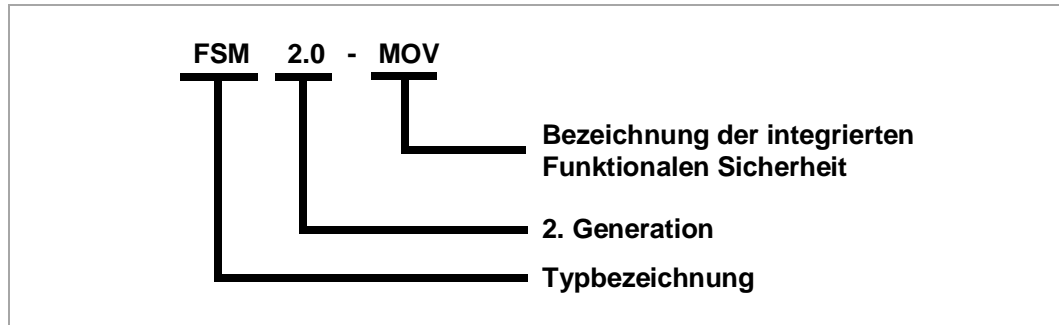 FSM 2.0 - MOV
Bezeichnung der integrierten
Funktionalen Sicherheit
2. Generation
Typbezeichnung